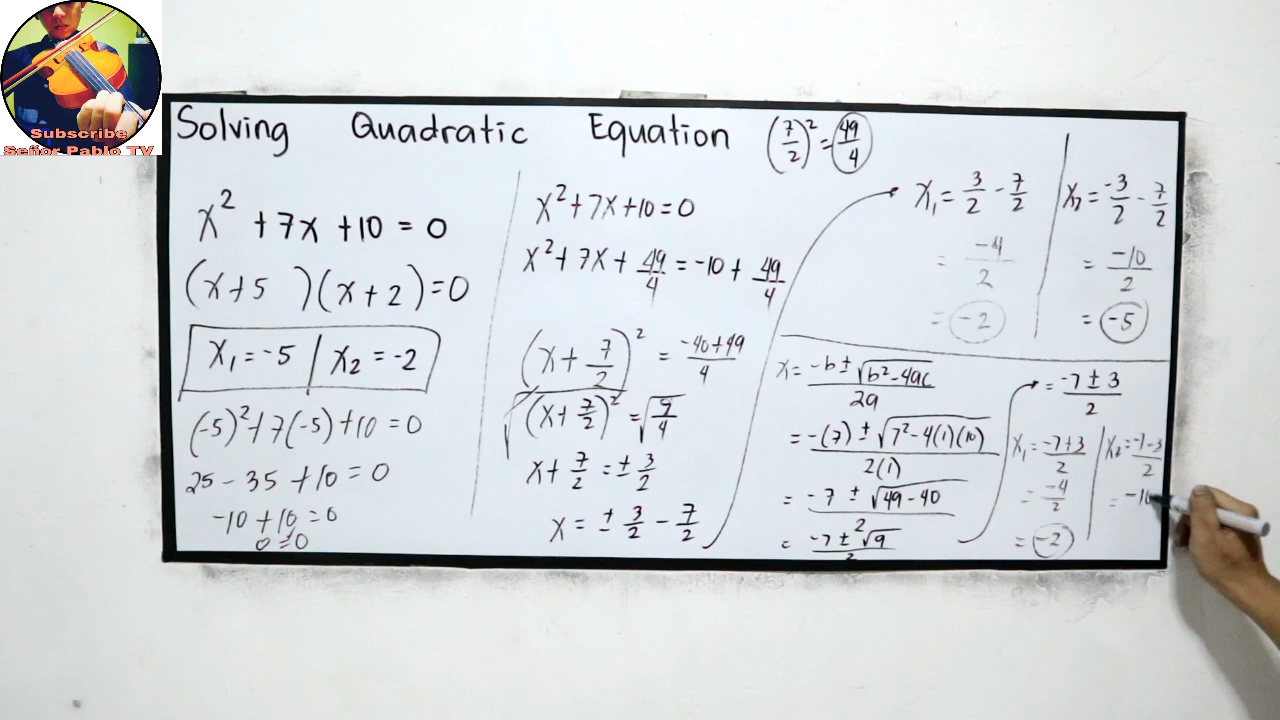 Subscribe
Señor Pablo TV
Solving Quadratic Equation
(7/2)² = 49/4
x² + 7x + 10 = 0
(x + 5 )(x + 2) = 0
x₁ = -5 | x₂ = -2
(-5)² + 7(-5) + 10 = 0
25 - 35 + 10 = 0
-10 + 10 = 0
0 = 0
x² + 7x + 10 = 0
x² + 7x + 49/4 = -10 + 49/4
(x + 7/2)² = -40+49/4
√(x + 7/2)² = √9/4
x + 7/2 = ± 3/2
x = ± 3/2 - 7/2
x₁ = 3/2 - 7/2
= -4/2
= -2
x₂ = -3/2 - 7/2
= -10/2
= -5
x = -b ± √b² - 4ac / 2a
= -(7) ± √7² - 4(1)(10) / 2(1)
= -7 ± √49 - 40 / 2
= -7 ± √9 / 2
= -7 ± 3 / 2
x₁ = -7+3/2
= -4/2
= -2
x₂ = -7-3/2
= -10